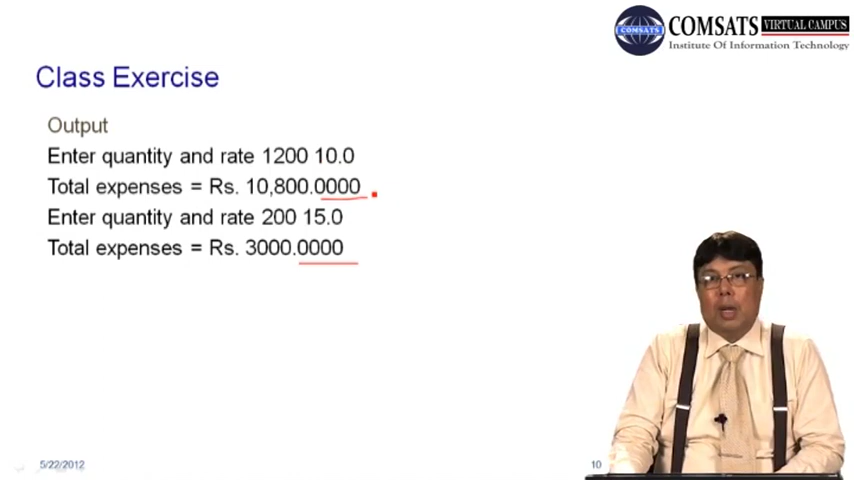 COMSATS
COMSATS VIRTUAL CAMPUS
Institute Of Information Technology
Class Exercise
Output
Enter quantity and rate 1200 10.0
Total expenses = Rs. 10,800.0000
Enter quantity and rate 200 15.0
Total expenses = Rs. 3000.0000
5/22/2012
10